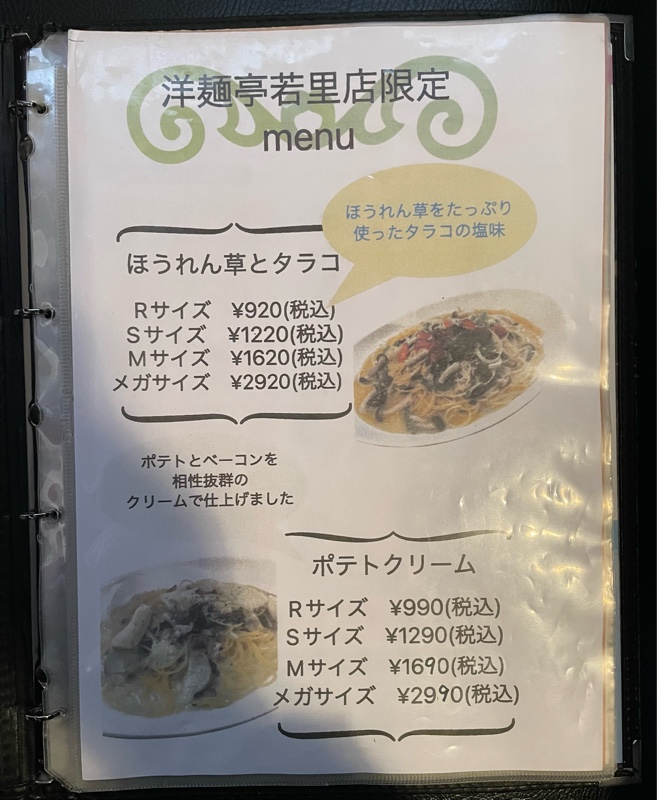 洋麺亭若里店限定
menu
ほうれん草をたっぷり
使ったタラコの塩味
ほうれん草とタラコ
Rサイズ ¥920(税込)
Sサイズ ¥1220(税込)
Mサイズ ¥1620(税込)
メガサイズ ¥2920(税込)
ポテトとベーコンを
相性抜群の
クリームで仕上げました
ポテトクリーム
Rサイズ ¥990(税込)
Sサイズ ¥1290(税込)
Mサイズ ¥1690(税込)
メガサイズ ¥2990(税込)